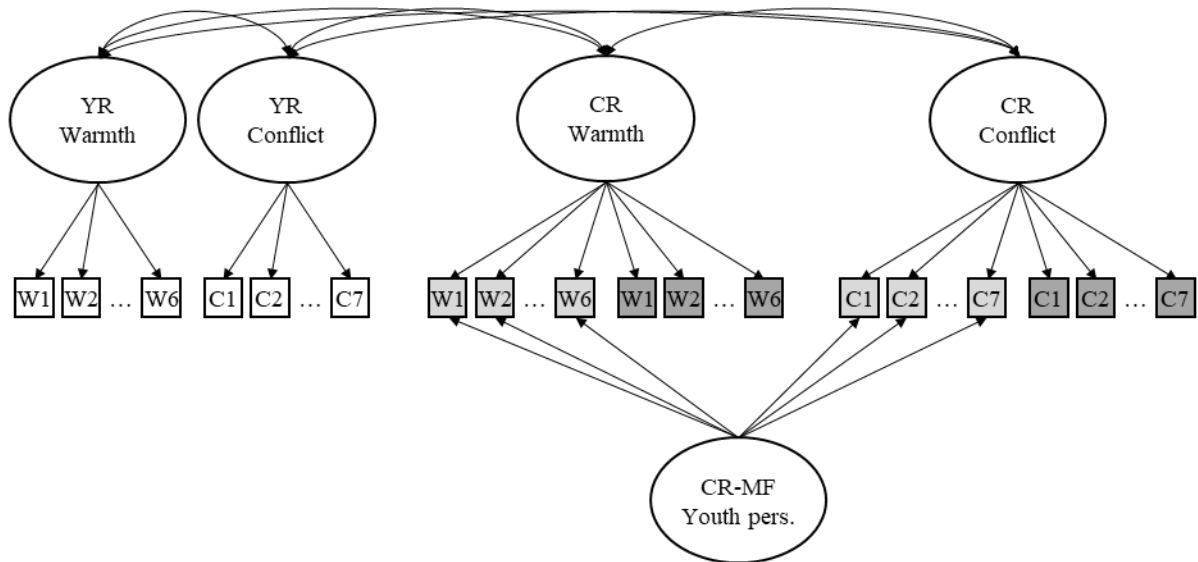 YR
Warmth
YR
Conflict
CR
Warmth
CR
Conflict
W1 W2 … W6 C1 C2 … C7 W1 W2 … W6 W1 W2 … W6 C1 C2 … C7 C1 C2 … C7
CR-MF
Youth pers.